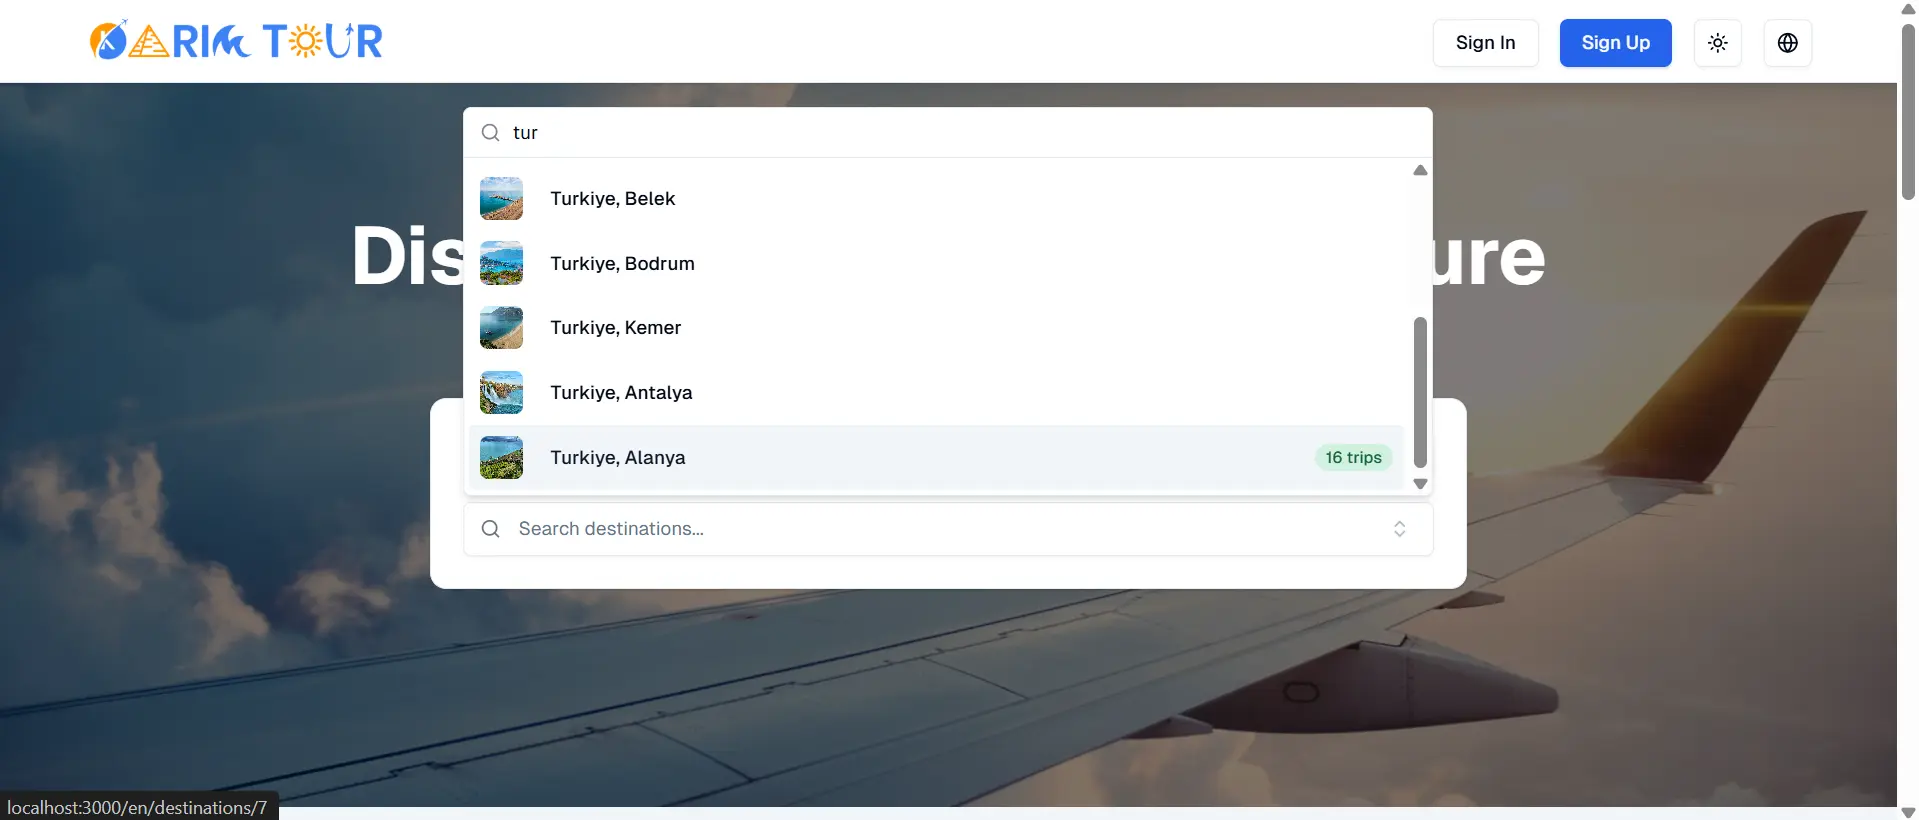 KARIM TOUR
Sign In
Sign Up
tur
Turkiye, Belek
Dis
ure
Turkiye, Bodrum
Turkiye, Kemer
Turkiye, Antalya
Turkiye, Alanya
16 trips
Search destinations...
localhost:3000/en/destinations/7